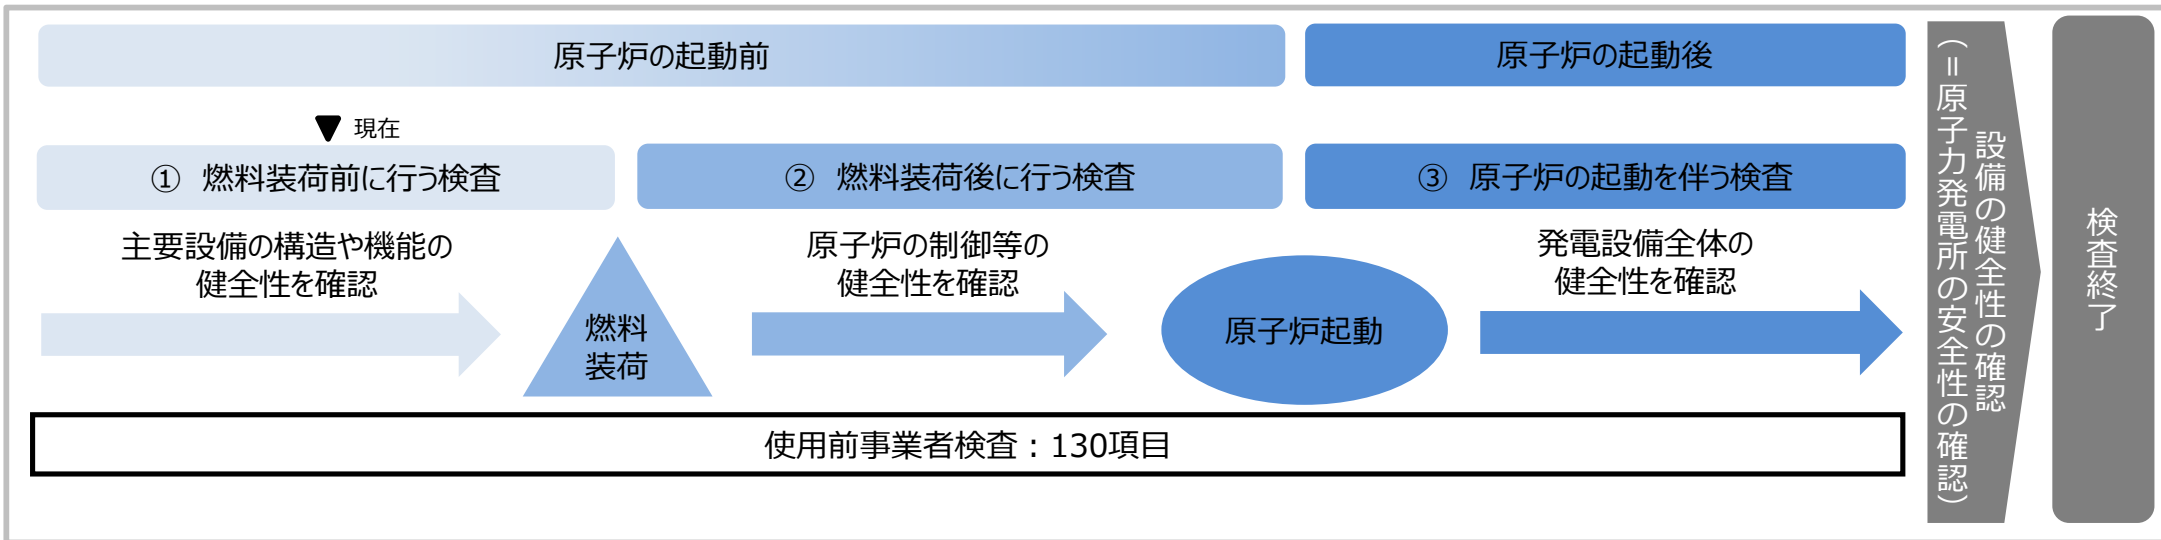 原子炉の起動前
原子炉の起動後
▼ 現在
① 燃料装荷前に行う検査
② 燃料装荷後に行う検査
③ 原子炉の起動を伴う検査
主要設備の構造や機能の
健全性を確認
燃料
装荷
原子炉の制御等の
健全性を確認
原子炉起動
発電設備全体の
健全性を確認
使用前事業者検査：130項目
設備の健全性の確認
（＝原子力発電所の安全性の確認）
検査終了